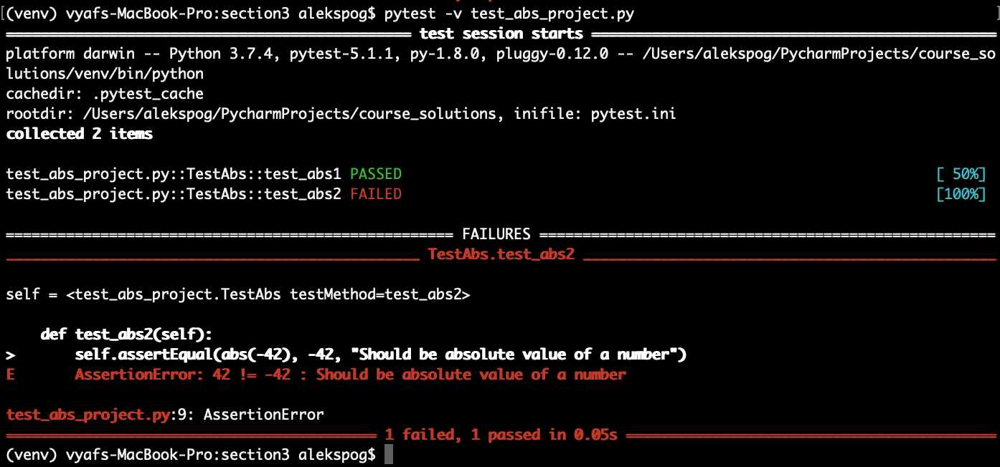 (venv) vyafs-MacBook-Pro:section3 alekspog$ pytest -v test_abs_project.py
=============================================== test session starts ===============================================
platform darwin -- Python 3.7.4, pytest-5.1.1, py-1.8.0, pluggy-0.12.0 -- /Users/alekspog/PycharmProjects/course_so
lutions/venv/bin/python
cachedir: .pytest_cache
rootdir: /Users/alekspog/PycharmProjects/course_solutions, inifile: pytest.ini
collected 2 items
test_abs_project.py::TestAbs::test_abs1 PASSED [ 50%]
test_abs_project.py::TestAbs::test_abs2 FAILED [100%]
==================================================== FAILURES =====================================================
________________________________________________ TestAbs.test_abs2 ________________________________________________
self = <test_abs_project.TestAbs testMethod=test_abs2>
    def test_abs2(self):
>       self.assertEqual(abs(-42), -42, "Should be absolute value of a number")
E       AssertionError: 42 != -42 : Should be absolute value of a number
test_abs_project.py:9: AssertionError
=========================================== 1 failed, 1 passed in 0.05s ===========================================
(venv) vyafs-MacBook-Pro:section3 alekspog$